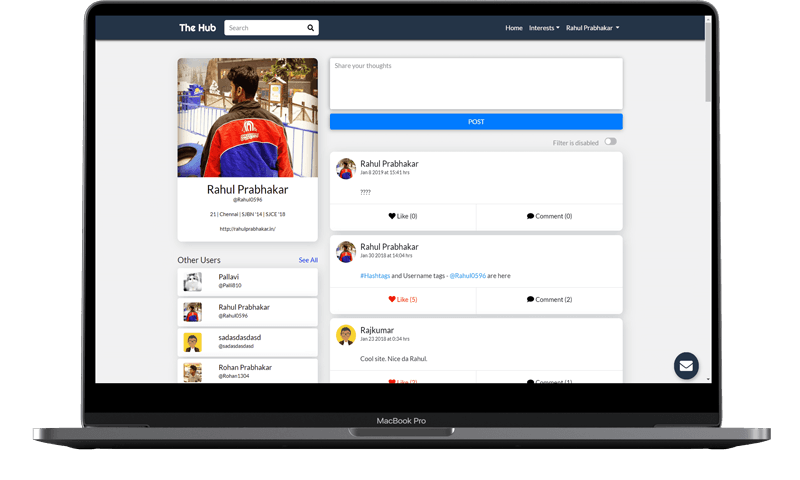 The Hub
Search
Home Interests Rahul Prabhakar
Share your thoughts
POST
Filter is disabled
Rahul Prabhakar
@Rahul0596
21 | Chennai | SJBN '14 | SJCE '18
http://rahulprabhakar.in/
Other Users See All
Pallavi
@Palli810
Rahul Prabhakar
@Rahul0596
sadasdasdasd
@sadasdasdasd
Rohan Prabhakar
@Rohan1304
Rahul Prabhakar
Jan 8 2019 at 15:41 hrs
????
Like (0) Comment (0)
Rahul Prabhakar
Jan 30 2018 at 14:04 hrs
#Hashtags and Username tags - @Rahul0596 are here
Like (5) Comment (2)
Rajkumar
Jan 23 2018 at 0:34 hrs
Cool site. Nice da Rahul.
Like (2) Comment (1)
MacBook Pro